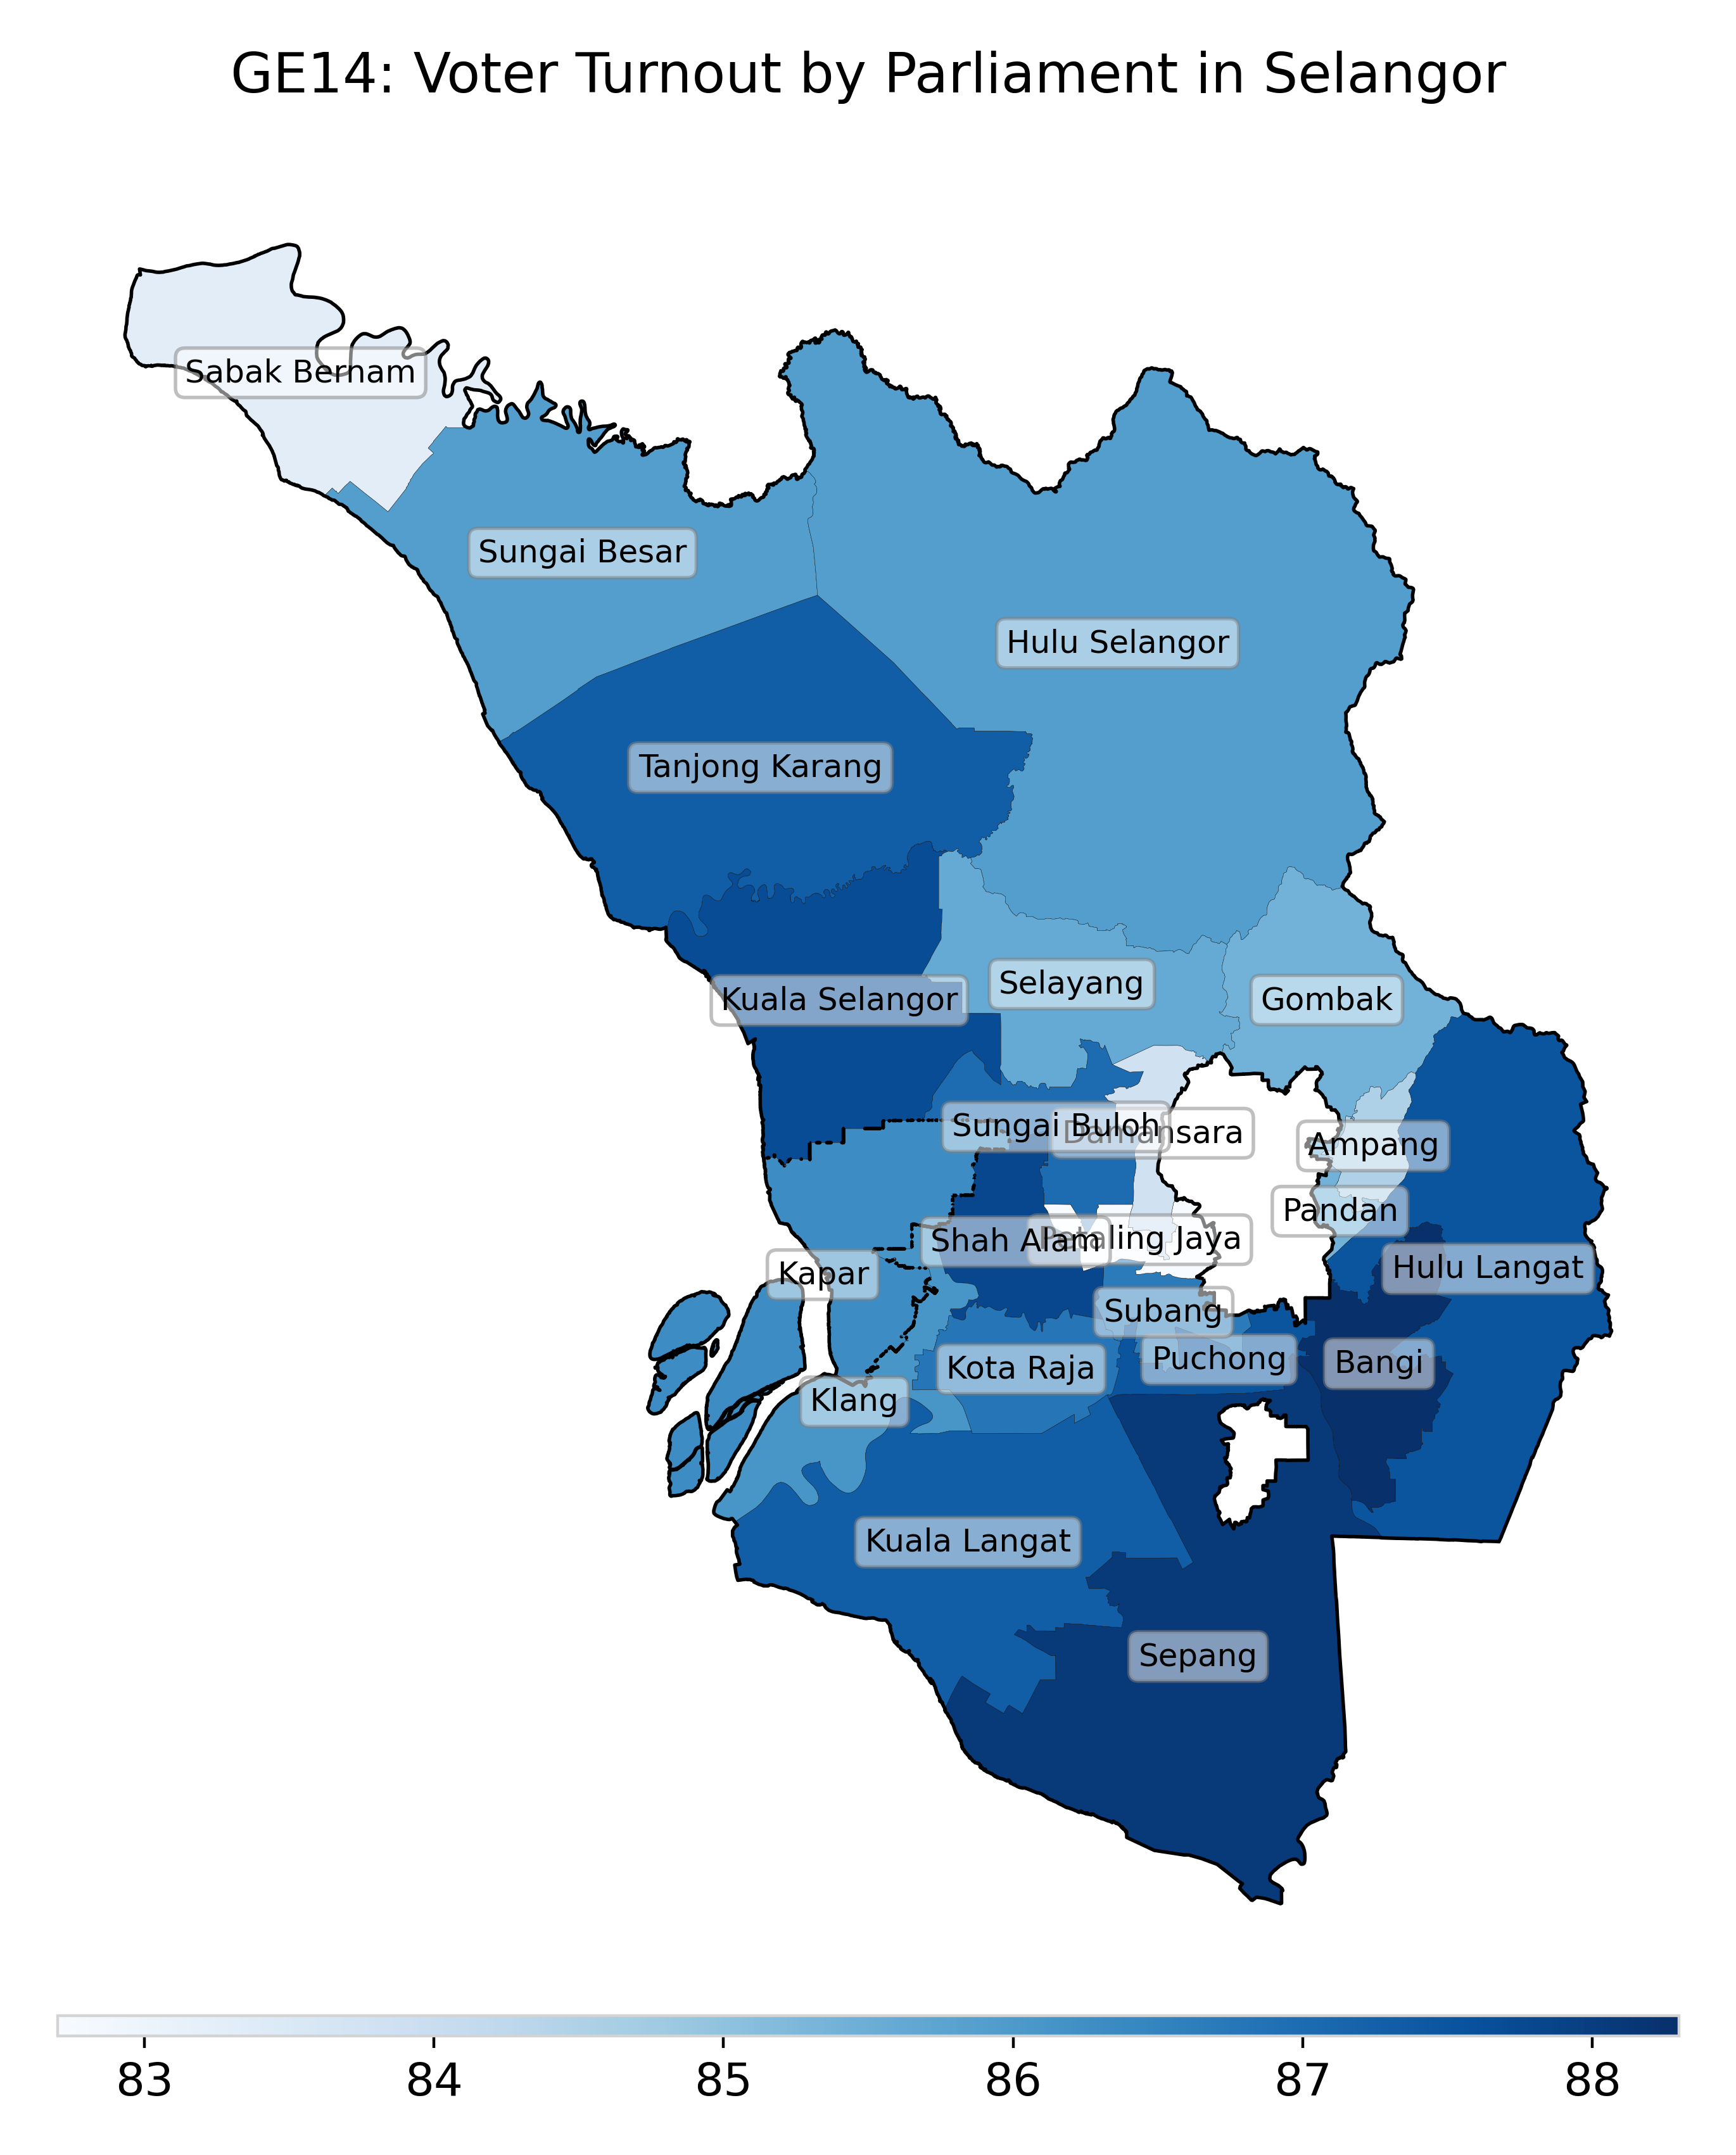 GE14: Voter Turnout by Parliament in Selangor
Sabak Bernam
Sungai Besar
Hulu Selangor
Tanjong Karang
Selayang
Kuala Selangor
Gombak
Sungai Buloh
Damansara
Ampang
Pandan
Shah Alam
Petaling Jaya
Hulu Langat
Kapar
Subang
Puchong
Bangi
Kota Raja
Klang
Kuala Langat
Sepang
83 84 85 86 87 88